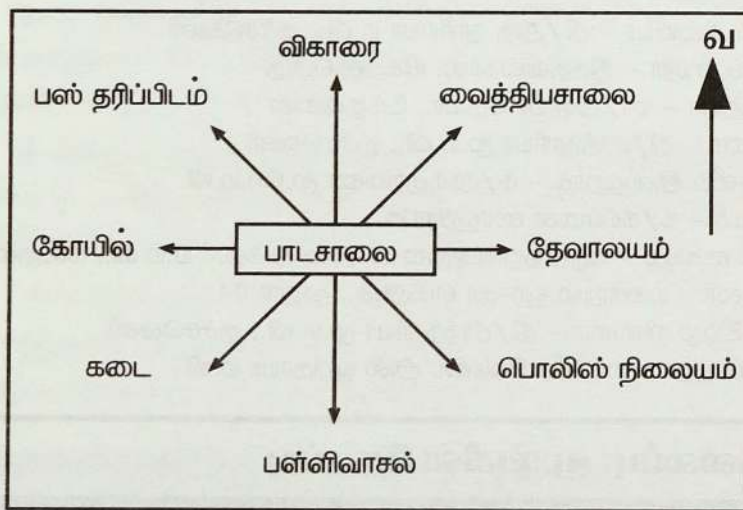 விகாரை
வ
பஸ் தரிப்பிடம்
வைத்தியசாலை
கோயில்
பாடசாலை
தேவாலயம்
கடை
பொலிஸ் நிலையம்
பள்ளிவாசல்